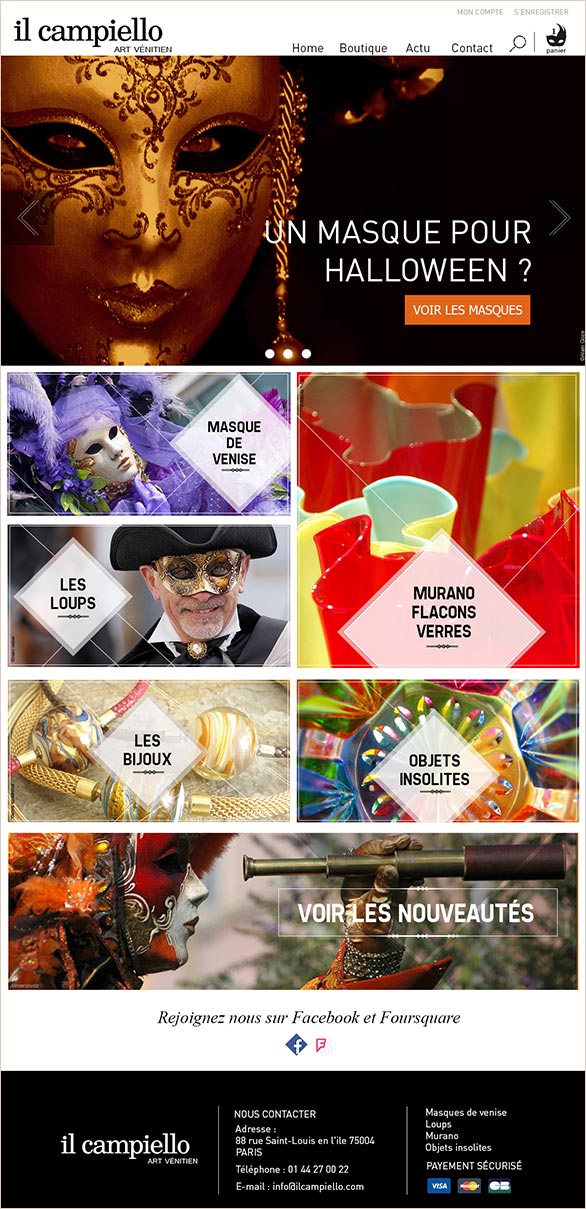 MON COMPTE S'ENREGISTRER
il campiello
ART VÉNITIEN
Home Boutique Actu Contact
panier
UN MASQUE POUR
HALLOWEEN ?
VOIR LES MASQUES
MASQUE
DE
VENISE
LES
LOUPS
MURANO
FLACONS
VERRES
LES
BIJOUX
OBJETS
INSOLITES
VOIR LES NOUVEAUTÉS
Rejoignez nous sur Facebook et Foursquare
il campiello
ART VÉNITIEN
NOUS CONTACTER
Adresse :
88 rue Saint-Louis en l'ile 75004
PARIS
Téléphone : 01 44 27 00 22
E-mail : info@ilcampiello.com
Masques de venise
Loups
Murano
Objets insolites
PAYEMENT SÉCURISÉ
VISA